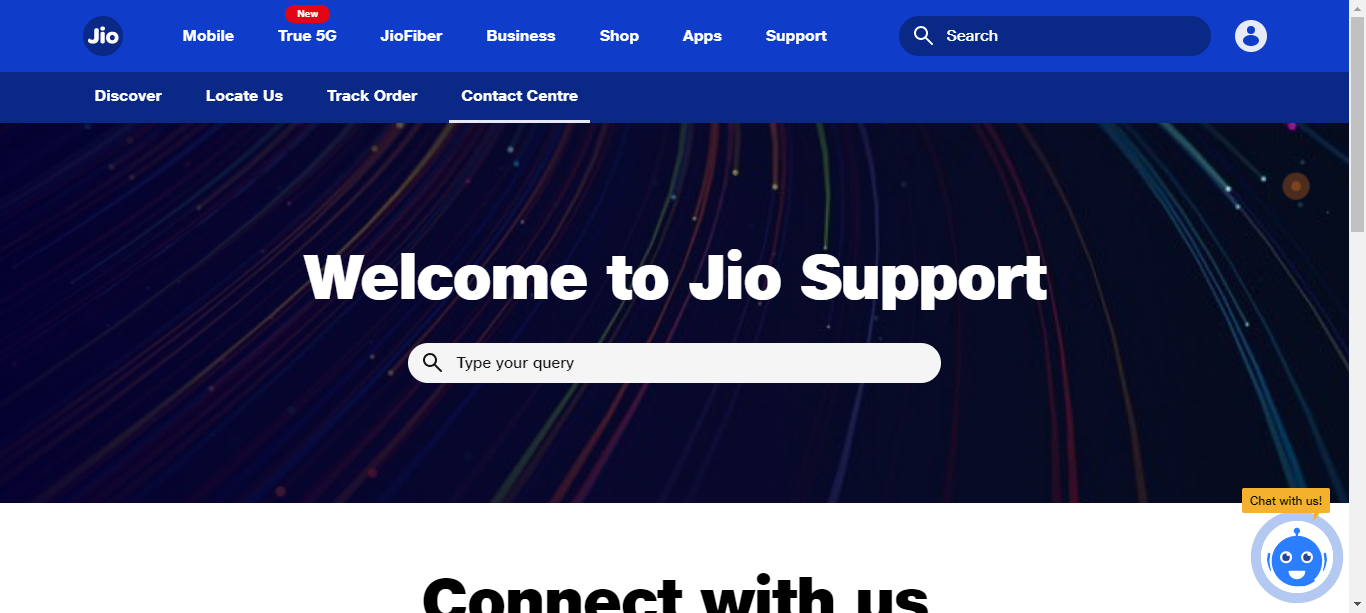 New
Jio Mobile True 5G JioFiber Business Shop Apps Support Search
Discover Locate Us Track Order Contact Centre
Welcome to Jio Support
Type your query
Chat with us!
Connect with us